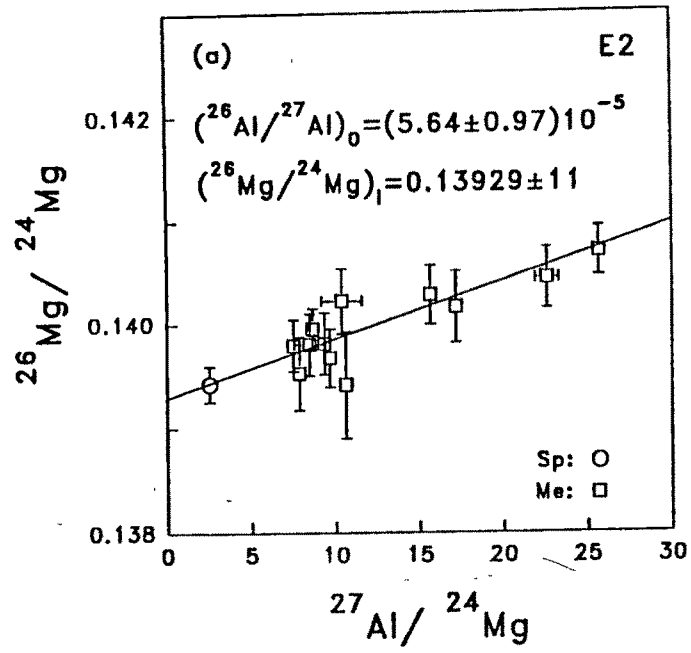 (a) E2
(²⁶Al/²⁷Al)₀=(5.64±0.97)10⁻⁵
(²⁶Mg/²⁴Mg)ᵢ=0.13929±11
0.142
0.140
0.138
²⁶Mg/ ²⁴Mg
Sp: ○
Me: □
0 5 10 15 20 25 30
²⁷Al/ ²⁴Mg